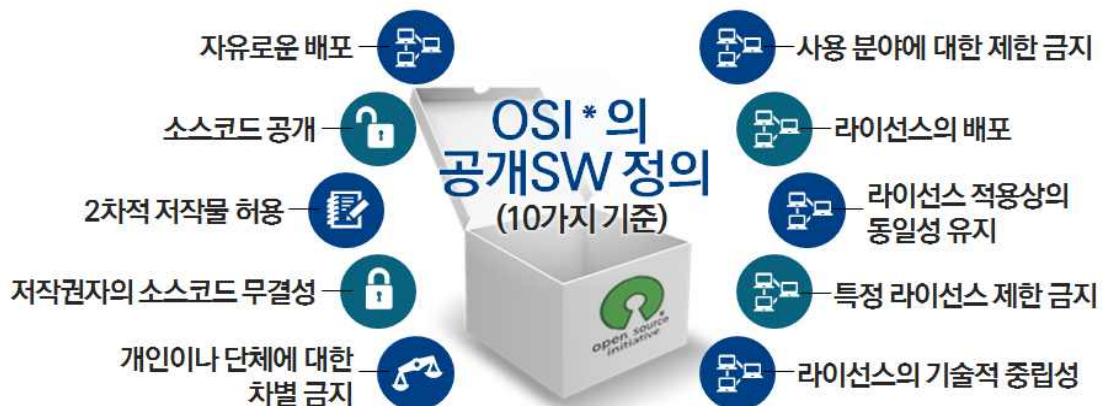 OSI*의
공개SW 정의
(10가지 기준)
자유로운 배포
소스코드 공개
2차적 저작물 허용
저작권자의 소스코드 무결성
개인이나 단체에 대한
차별 금지
사용 분야에 대한 제한 금지
라이선스의 배포
라이선스 적용상의
동일성 유지
특정 라이선스 제한 금지
라이선스의 기술적 중립성
open source
initiative